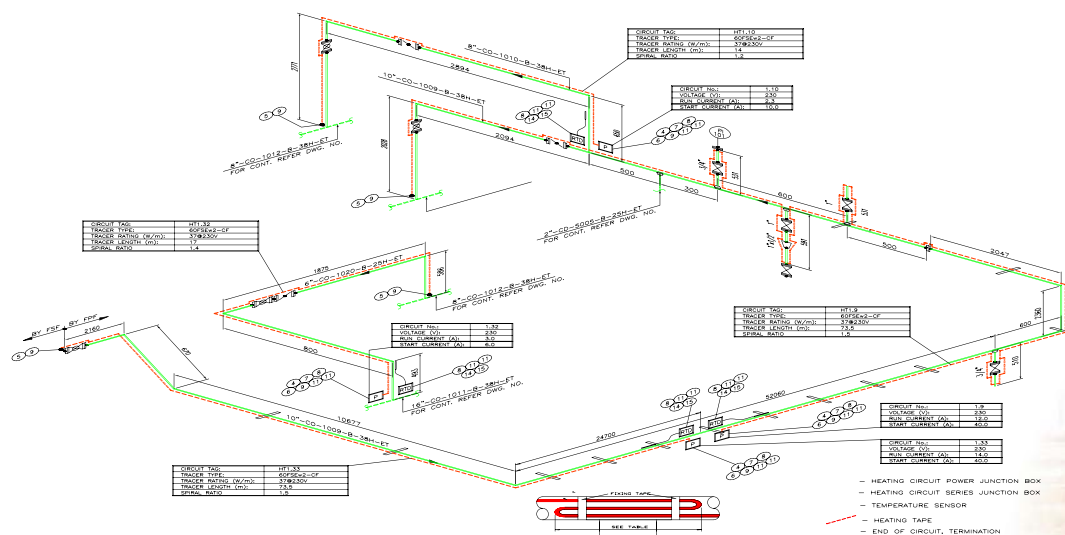 CIRCUIT TAG: HT1.10
TRACER TYPE: 60FSEw2-CF
TRACER RATING (W/m): 37@230V
TRACER LENGTH (m): 14
SPIRAL RATIO 1.2
8"-CO-1010-B-38H-ET
2894
10"-CO-1009-B-38H-ET
CIRCUIT No.: 1.10
VOLTAGE (V): 230
RUN CURRENT (A): 2.3
START CURRENT (A): 10.0
RTD
P
2094
500
300
600
500
2047
8"-CO-1012-B-38H-ET
FOR CONT. REFER DWG. NO.
2"-CO-5005-B-25H-ET
FOR CONT. REFER DWG. NO.
CIRCUIT TAG: HT1.32
TRACER TYPE: 60FSEw2-CF
TRACER RATING (W/m): 37@230V
TRACER LENGTH (m): 17
SPIRAL RATIO 1.4
1875
6"-CO-1020-B-25H-ET
8"-CO-1012-B-38H-ET
FOR CONT. REFER DWG. NO.
CIRCUIT TAG: HT1.9
TRACER TYPE: 60FSEw2-CF
TRACER RATING (W/m): 37@230V
TRACER LENGTH (m): 73.5
SPIRAL RATIO 1.5
600
510
BY FSF
BY FPF
2160
CIRCUIT No.: 1.32
VOLTAGE (V): 230
RUN CURRENT (A): 3.0
START CURRENT (A): 6.0
800
P
RTD
16"-CO-1011-B-38H-ET
FOR CONT. REFER DWG. NO.
10677
10"-CO-1009-B-38H-ET
52060
24700
RTD
RTD
P
P
CIRCUIT No.: 1.9
VOLTAGE (V): 230
RUN CURRENT (A): 12.0
START CURRENT (A): 40.0
CIRCUIT No.: 1.33
VOLTAGE (V): 230
RUN CURRENT (A): 14.0
START CURRENT (A): 40.0
CIRCUIT TAG: HT1.33
TRACER TYPE: 60FSEw2-CF
TRACER RATING (W/m): 37@230V
TRACER LENGTH (m): 73.5
SPIRAL RATIO 1.5
FIXING TAPE
SEE TABLE
– HEATING CIRCUIT POWER JUNCTION BOX
– HEATING CIRCUIT SERIES JUNCTION BOX
– TEMPERATURE SENSOR
– HEATING TAPE
– END OF CIRCUIT, TERMINATION